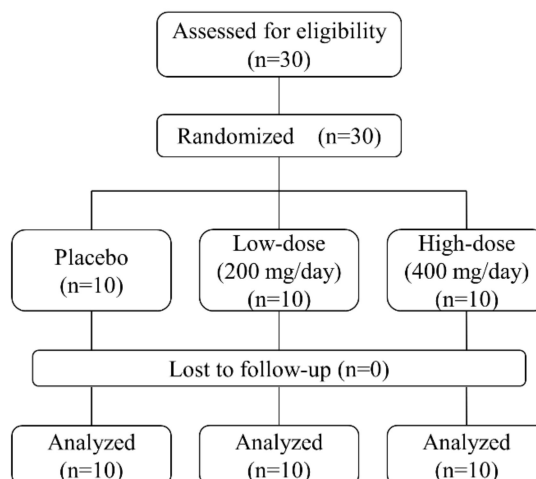 Assessed for eligibility
(n=30)
Randomized (n=30)
Placebo
(n=10)
Low-dose
(200 mg/day)
(n=10)
High-dose
(400 mg/day)
(n=10)
Lost to follow-up (n=0)
Analyzed
(n=10)
Analyzed
(n=10)
Analyzed
(n=10)